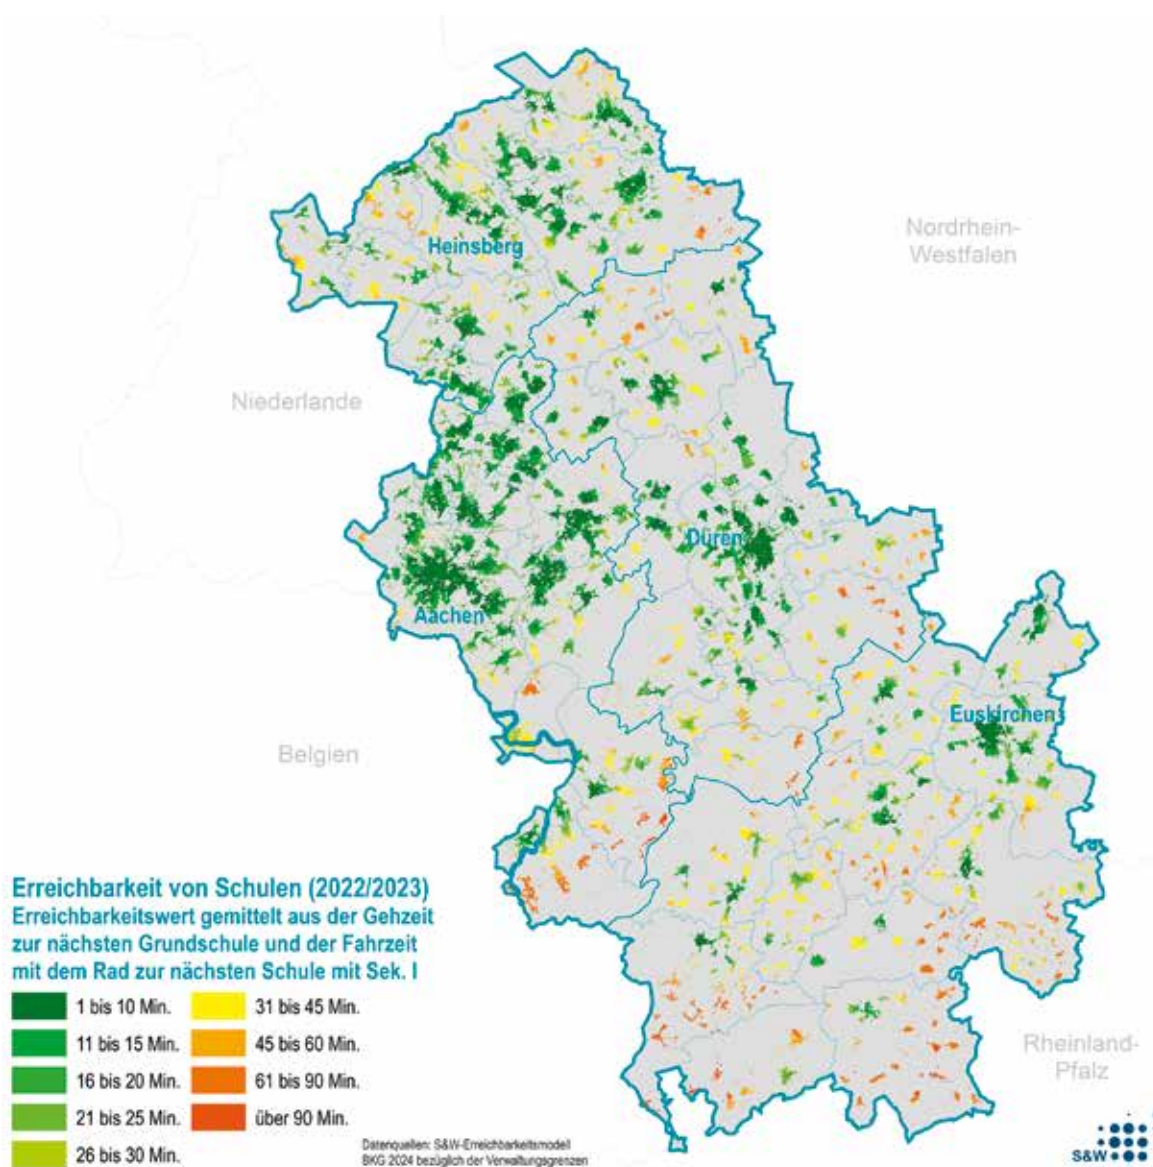 Nordrhein-
Westfalen
Heinsberg
Niederlande
Düren
Aachen
Euskirchen
Belgien
Erreichbarkeit von Schulen (2022/2023)
Erreichbarkeitswert gemittelt aus der Gehzeit
zur nächsten Grundschule und der Fahrzeit
mit dem Rad zur nächsten Schule mit Sek. I
1 bis 10 Min.
31 bis 45 Min.
11 bis 15 Min.
45 bis 60 Min.
16 bis 20 Min.
61 bis 90 Min.
21 bis 25 Min.
über 90 Min.
26 bis 30 Min.
Rheinland-
Pfalz
Datenquellen: S&W-Erreichbarkeitsmodell
BKG 2024 bezüglich der Verwaltungsgrenzen
S&W